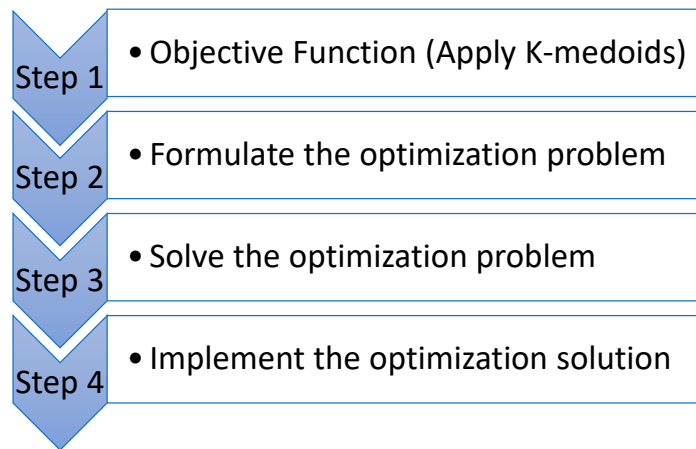 Step 1
• Objective Function (Apply K-medoids)
Step 2
• Formulate the optimization problem
Step 3
• Solve the optimization problem
Step 4
• Implement the optimization solution